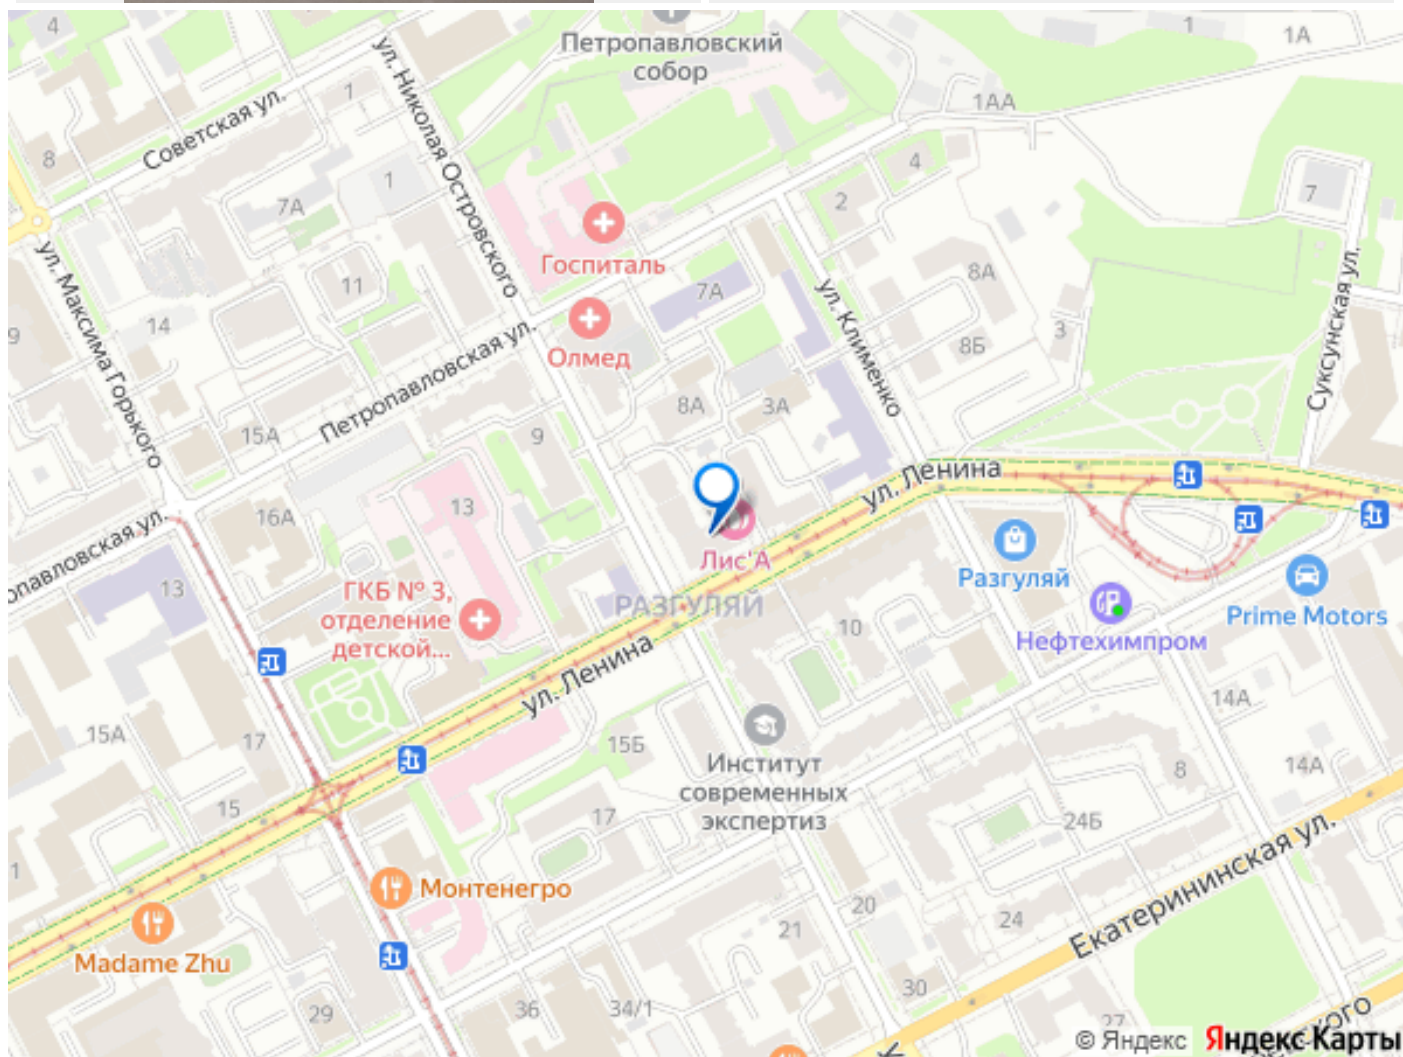 4
1
1А
Петропавловский
собор
ул. Николая Островского
1
Советская ул.
1АА
8
1
4
7А
2
7
ул. Максима Горького
Госпиталь
8А
11
7А
ул. Клименко
Суксунская ул.
14
9
Петропавловская ул.
Олмед
3
8Б
8А
3А
15А
9
ул. Ленина
13
16А
Лис'А
Разгуляй
13
ГКБ № 3,
отделение
детской...
РАЗГУЛЯЙ
10
Нефтехимпром
Prime Motors
ул. Ленина
14А
15А
17
15Б
Институт
современных
экспертиз
8
14А
15
17
24Б
Екатерининская ул.
1
Монтенегро
20
24
21
Madame Zhu
30
29
36
34/1
27
© Яндекс
Яндекс Карты